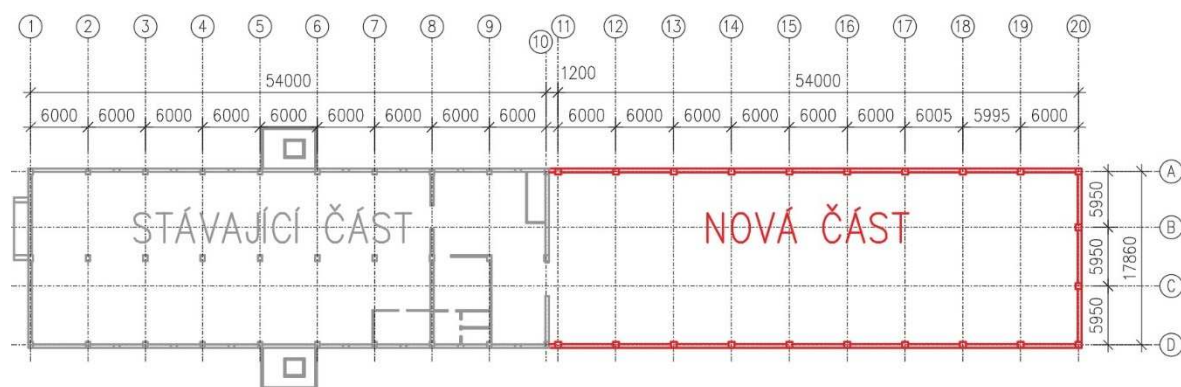 1 2 3 4 5 6 7 8 9 10 11 12 13 14 15 16 17 18 19 20
54000 1200 54000
6000 6000 6000 6000 6000 6000 6000 6000 6000 6000 6000 6000 6000 6000 6000 6005 5995 6000
A
5950
STÁVAJÍCÍ ČÁST NOVÁ ČÁST
B
5950 17860
C
5950
D